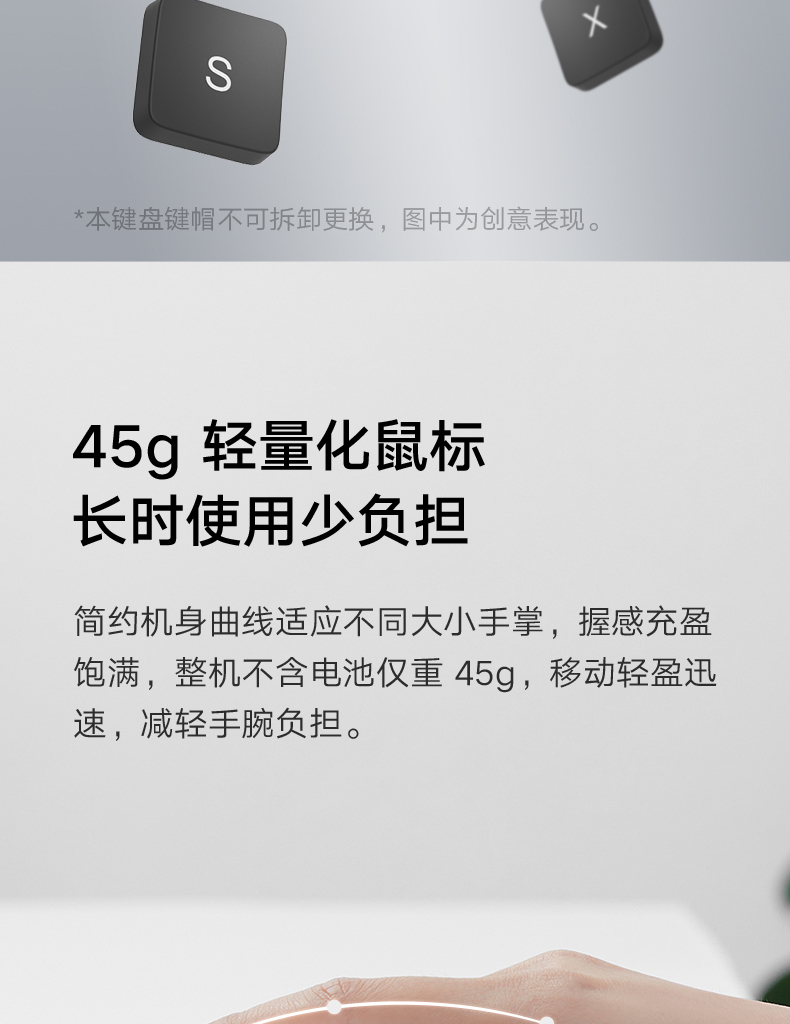 S
X
*本键盘键帽不可拆卸更换，图中为创意表现。
45g 轻量化鼠标
长时使用少负担
简约机身曲线适应不同大小手掌，握感充盈
饱满，整机不含电池仅重 45g，移动轻盈迅
速，减轻手腕负担。